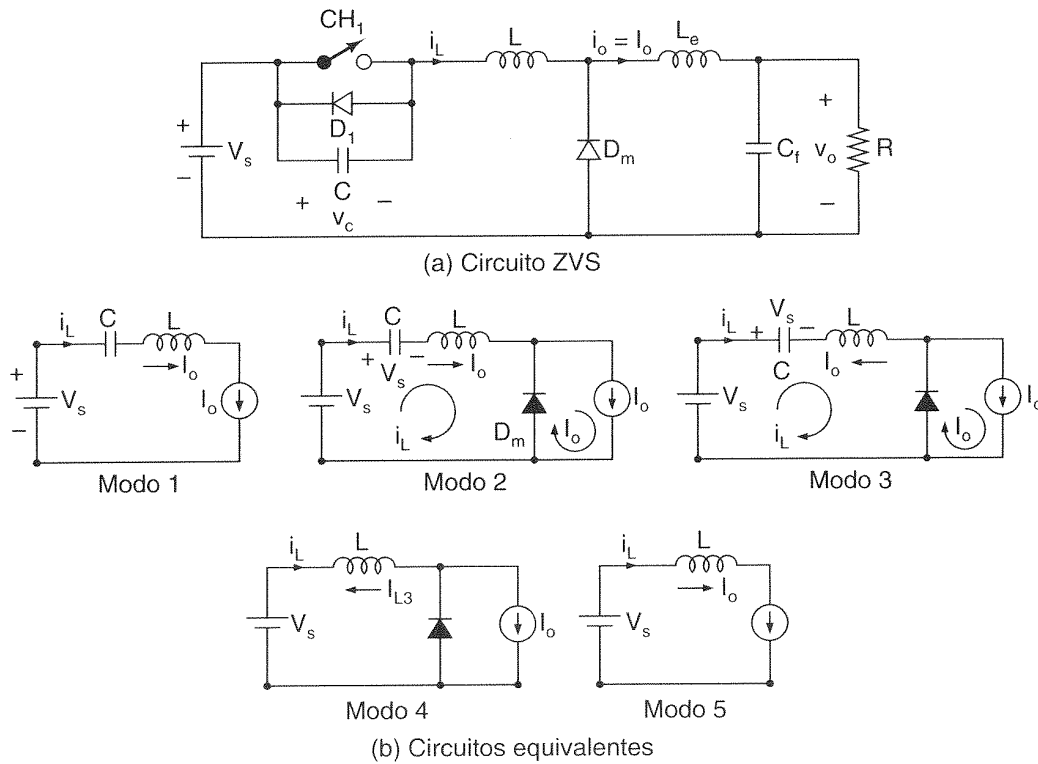 CH1
iL L io = Io Le
+ Vs −
D1
C
+ vc −
Dm
Cf
+ vo − R
(a) Circuito ZVS
iL C L
Io
+ Vs − Io
Modo 1
iL C L
+ Vs − Io
Vs iL Dm Io Io
Modo 2
iL + Vs − L
C Io
Vs iL Io Io
Modo 3
iL L
IL3
Vs Io
Modo 4
iL L
Io
Vs
Modo 5
(b) Circuitos equivalentes